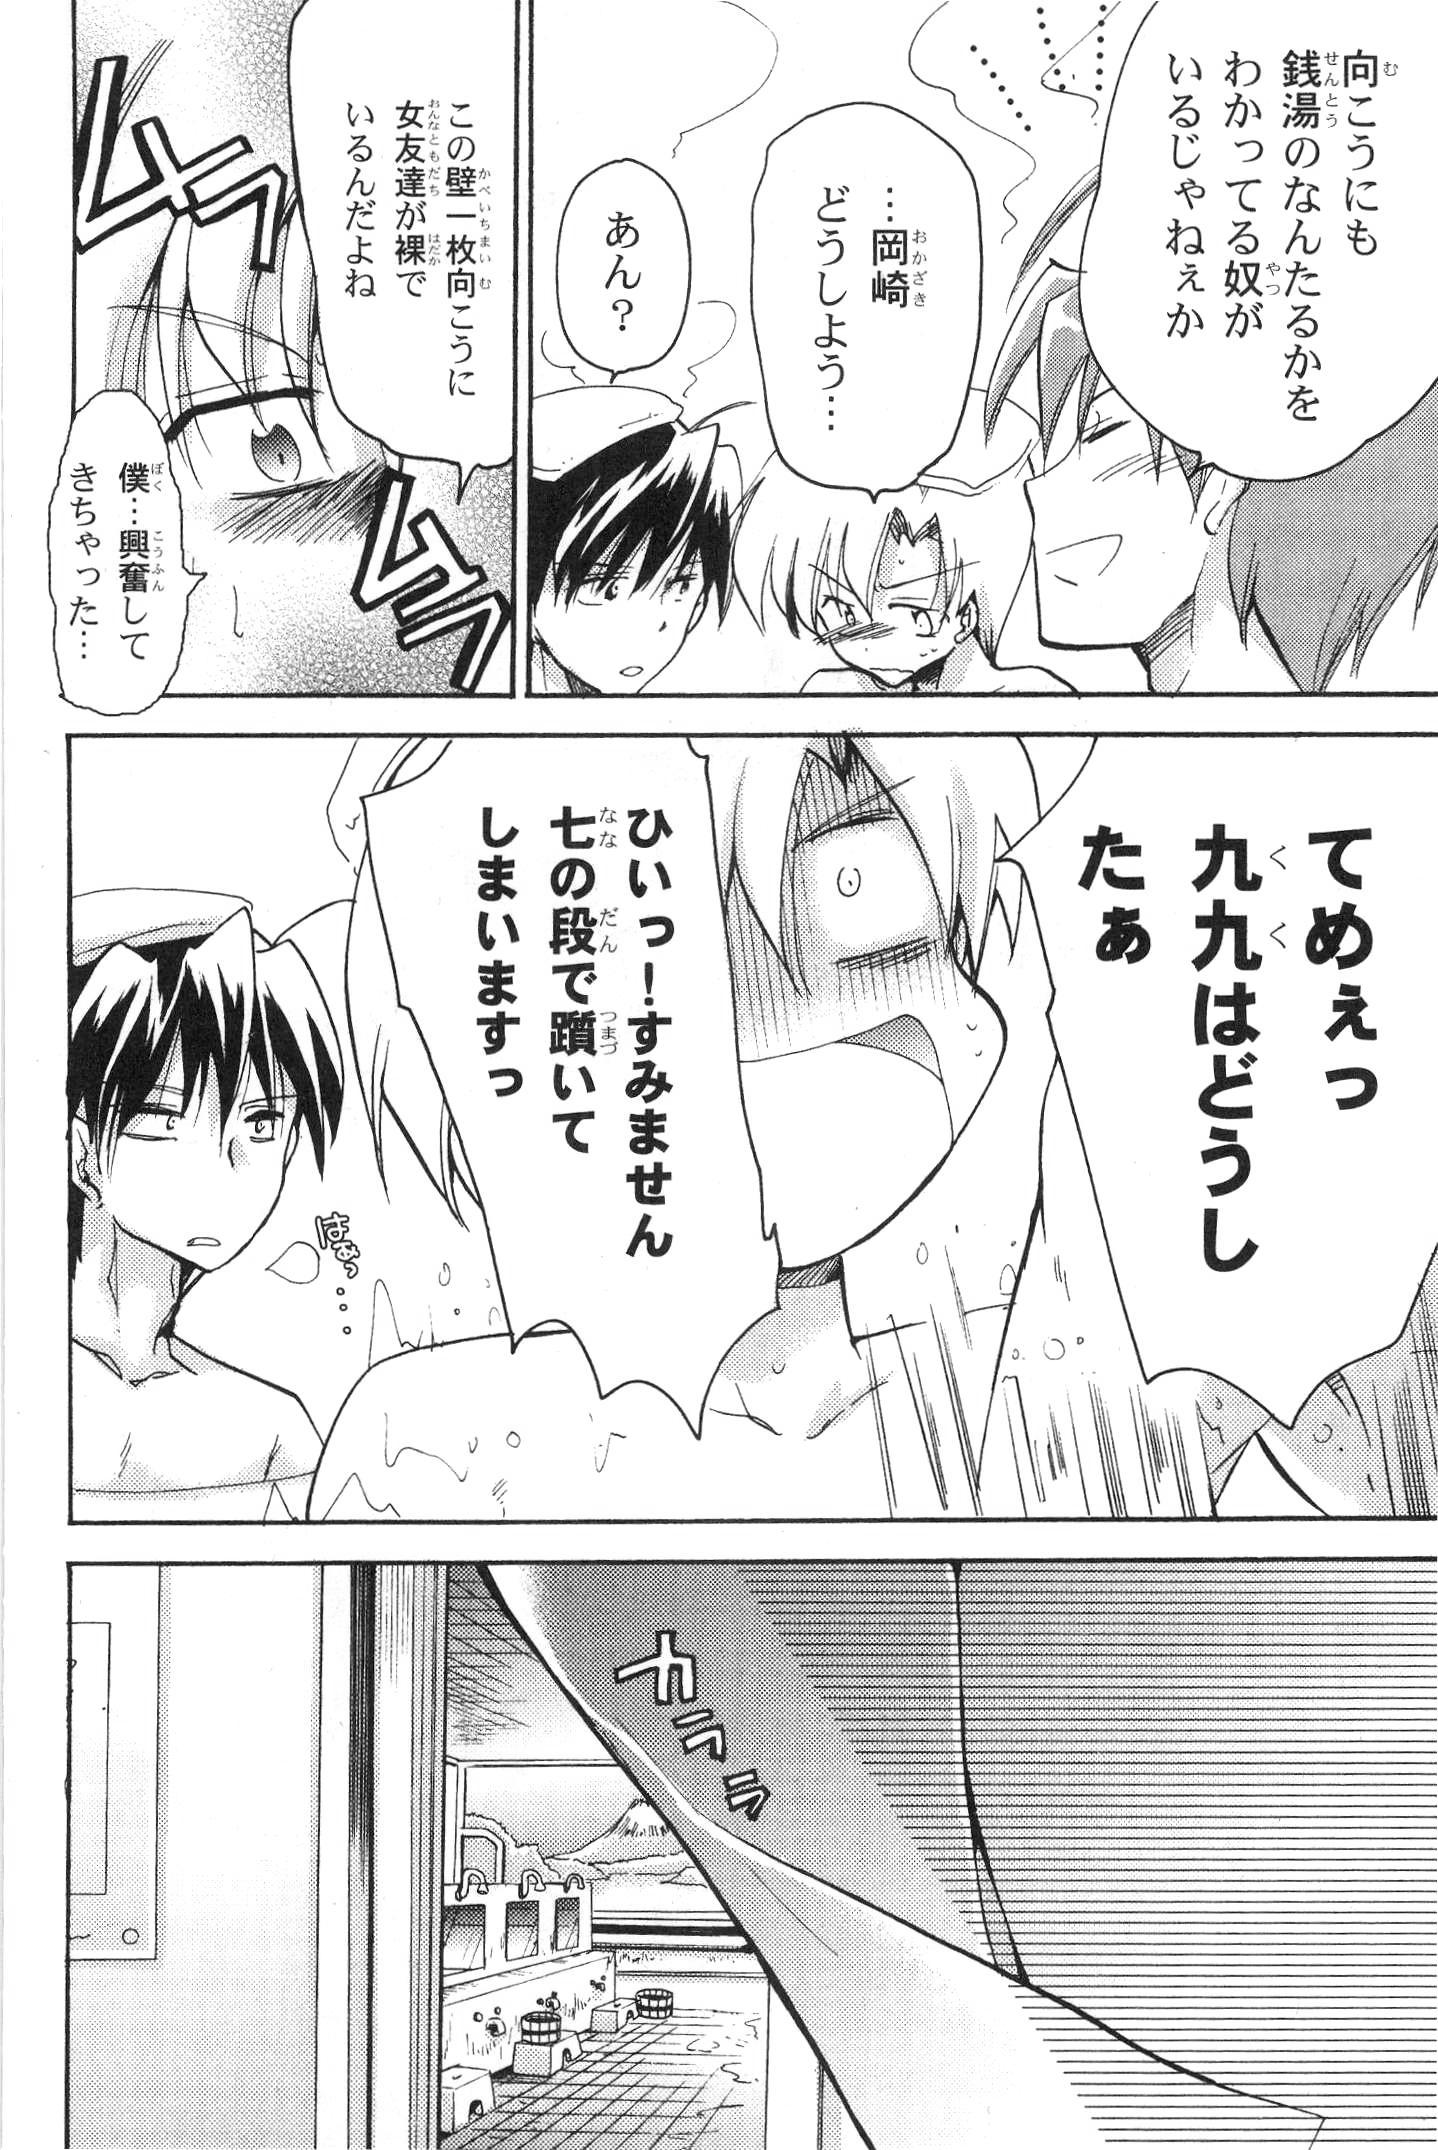 向こうにも
銭湯のなんたるかを
わかってる奴が
いるじゃねぇか
…岡崎
どうしよう…
あん？
この壁一枚向こうに
女友達が裸で
いるんだよね
ムラ
ムラ
僕…興奮して
きちゃった…
てめぇっ
九九はどうし
たぁ
ひいっ！すみません
七の段で躓いて
しまいますっ
はぁっ…
カラララ